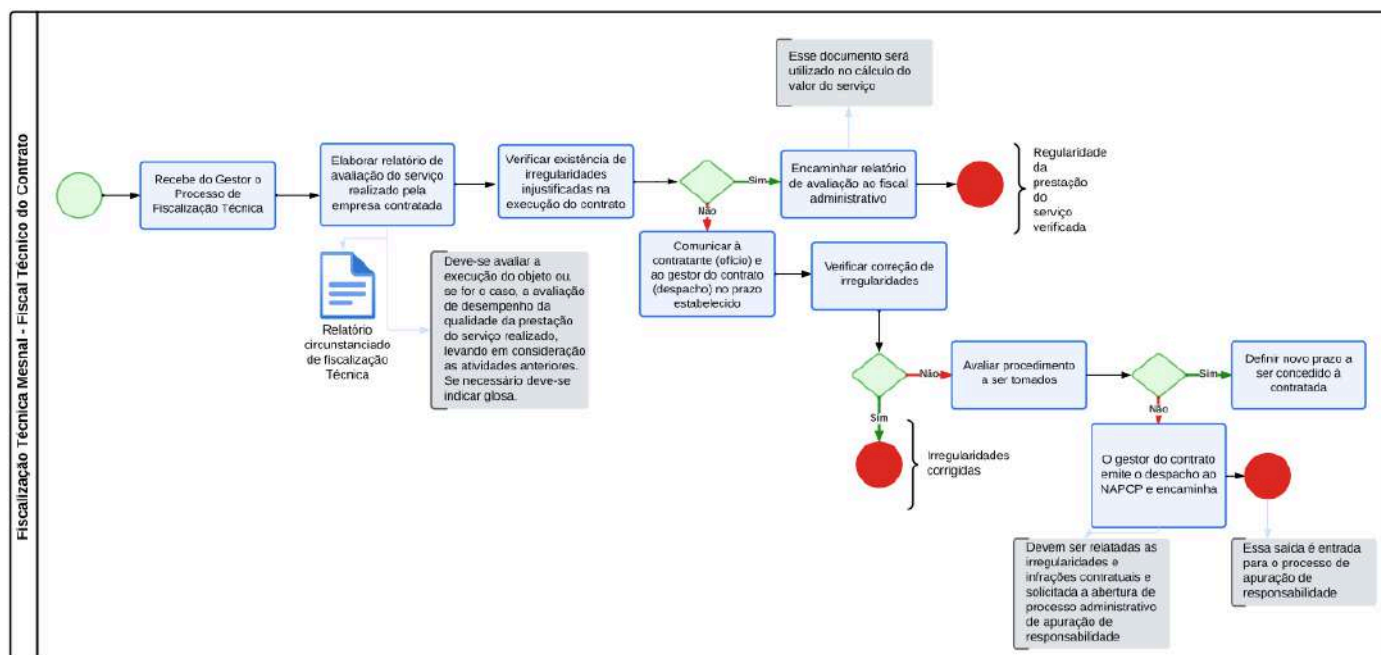 Fiscalização Técnica Mesnal - Fiscal Técnico do Contrato
Recebe do Gestor o
Processo de
Fiscalização Técnica
Elaborar relatório de
avaliação do serviço
realizado pela
empresa contratada
Relatório
circunstanciado
de fiscalização
Técnica
Deve-se avaliar a
execução do objeto ou,
se for o caso, a avaliação
de desempenho da
qualidade da prestação
do serviço realizado,
levando em consideração
as atividades anteriores.
Se necessário deve-se
indicar glosa.
Verificar existência de
irregularidades
injustificadas na
execução do contrato
Sim
Esse documento será
utilizado no cálculo do
valor do serviço
Encaminhar relatório
de avaliação ao fiscal
administrativo
Regularidade
da
prestação
do
serviço
verificada
Não
Comunicar à
contratante (ofício) e
ao gestor do contrato
(despacho) no prazo
estabelecido
Verificar correção de
irregularidades
Sim
Irregularidades
corrigidas
Não
Avaliar procedimento
a ser tomados
Sim
Definir novo prazo a
ser concedido à
contratada
Não
O gestor do contrato
emite o despacho ao
NAPCP e encaminha
Devem ser relatadas as
irregularidades e
infrações contratuais e
solicitada a abertura de
processo administrativo
de apuração de
responsabilidade
Essa saída é entrada
para o processo de
apuração de
responsabilidade